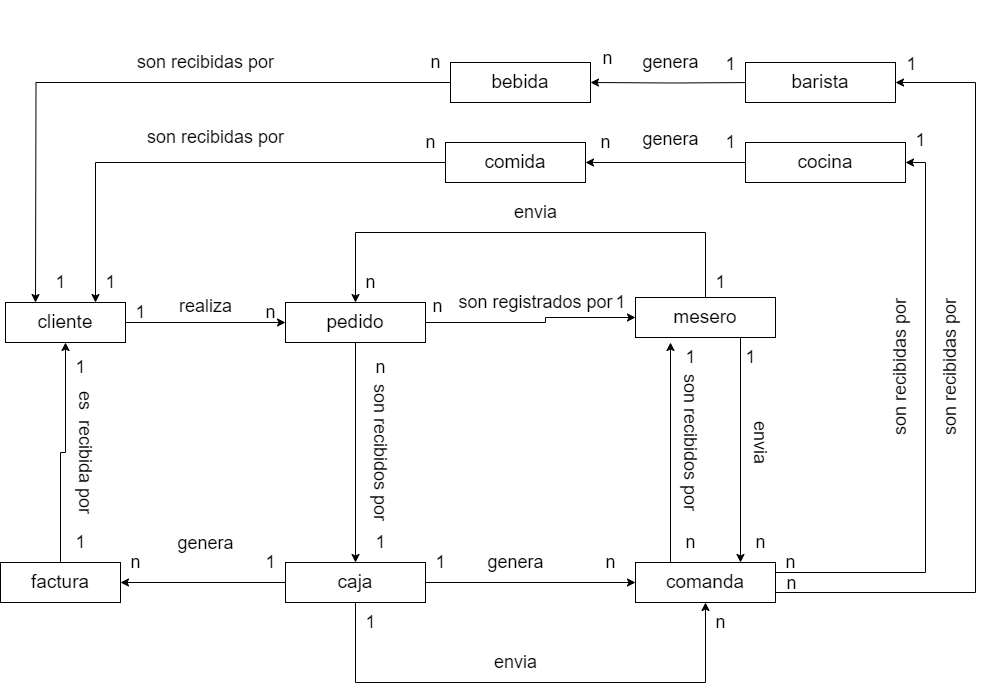 son recibidas por
n
n
genera
1
1
bebida
barista
son recibidas por
n
n
genera
1
1
comida
cocina
envia
1
1
n
1
cliente
1
realiza
n
pedido
n
son registrados por 1
mesero
1
es recibida por
1
n
son recibidos por
1
1
son recibidos por
n
1
envia
n
son recibidas por
son recibidas por
factura
n
genera
1
caja
1
genera
n
comanda
n
n
1
envia
n